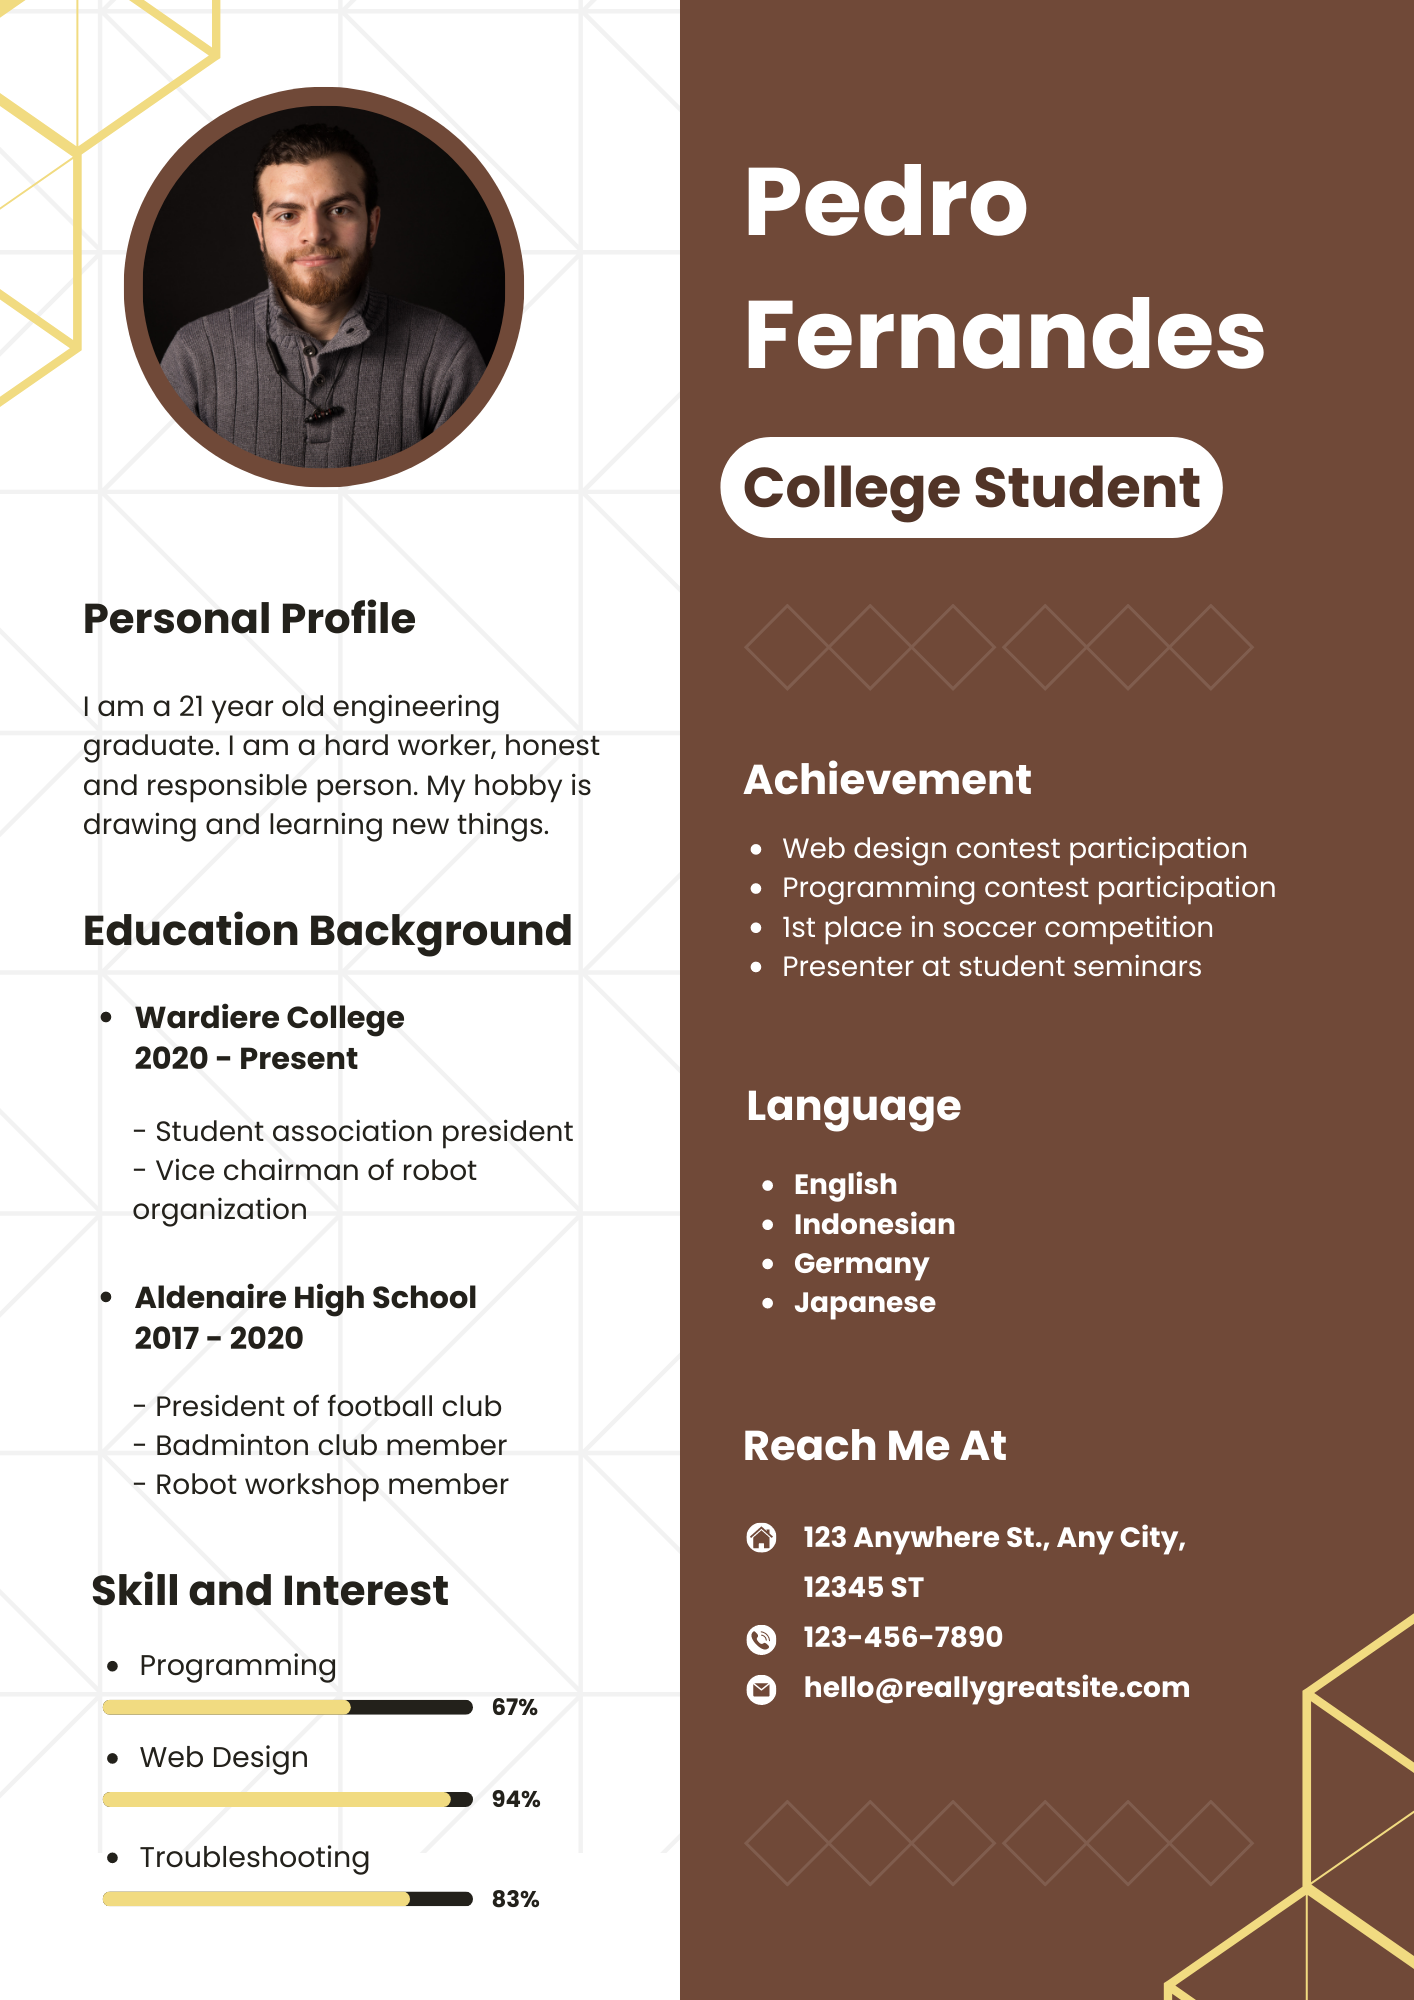 Pedro
Fernandes
College Student
Personal Profile
I am a 21 year old engineering
graduate. I am a hard worker, honest
and responsible person. My hobby is
drawing and learning new things.
Education Background
• Wardiere College
2020 - Present
- Student association president
- Vice chairman of robot
organization
• Aldenaire High School
2017 - 2020
- President of football club
- Badminton club member
- Robot workshop member
Skill and Interest
• Programming
67%
• Web Design
94%
• Troubleshooting
83%
Achievement
• Web design contest participation
• Programming contest participation
• 1st place in soccer competition
• Presenter at student seminars
Language
• English
• Indonesian
• Germany
• Japanese
Reach Me At
123 Anywhere St., Any City,
12345 ST
123-456-7890
hello@reallygreatsite.com